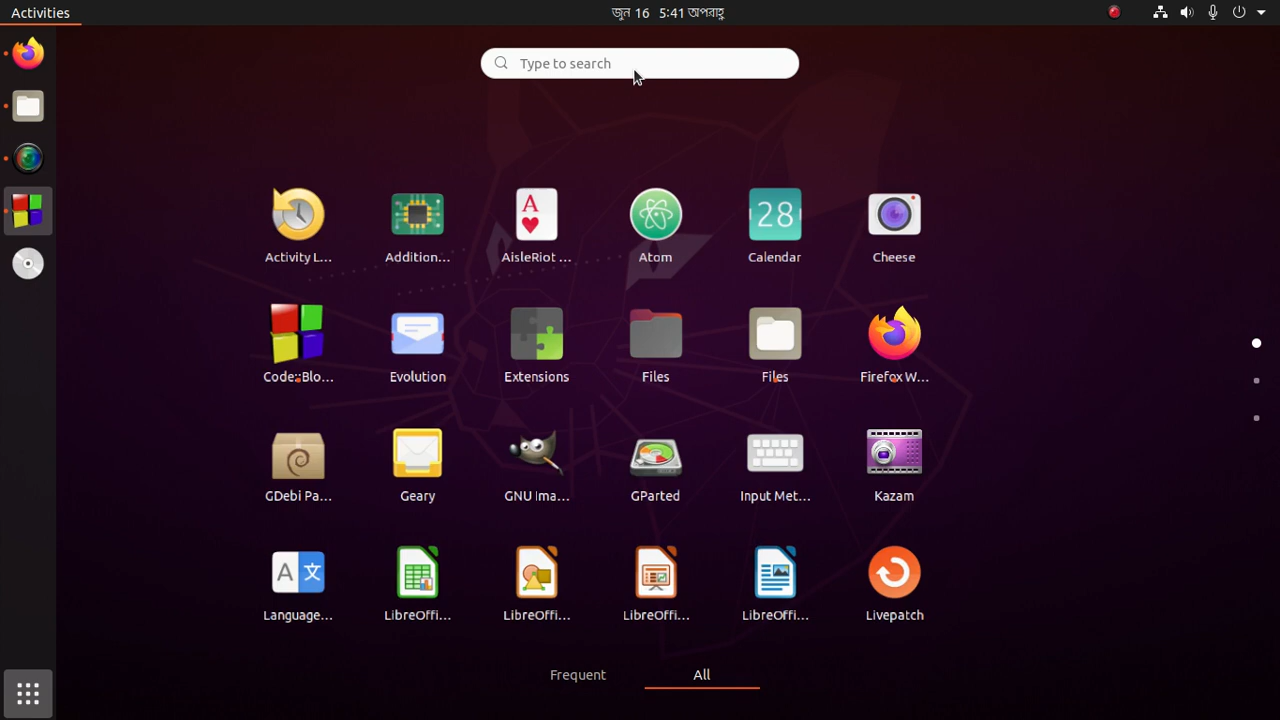 Activities
জুন 16 5:41 অপরাহ্ণ
Type to search
Activity L...
Addition...
AisleRiot ...
Atom
Calendar
28
Cheese
Code::Blo...
Evolution
Extensions
Files
Files
Firefox W...
GDebi Pa...
Geary
GNU Ima...
GParted
Input Met...
Kazam
A 文
Language...
LibreOffi...
LibreOffi...
LibreOffi...
LibreOffi...
Livepatch
Frequent
All